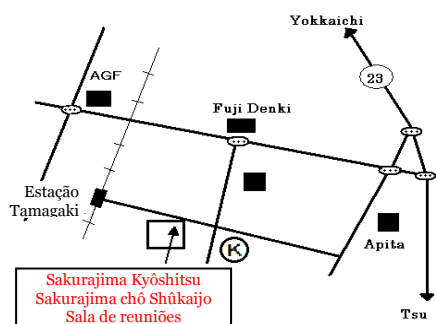 Yokkaichi
23
AGF
Fuji Denki
Estação
Tamagaki
K
Apita
Tsu
Sakurajima Kyôshitsu
Sakurajima chô Shûkaijo
Sala de reuniões